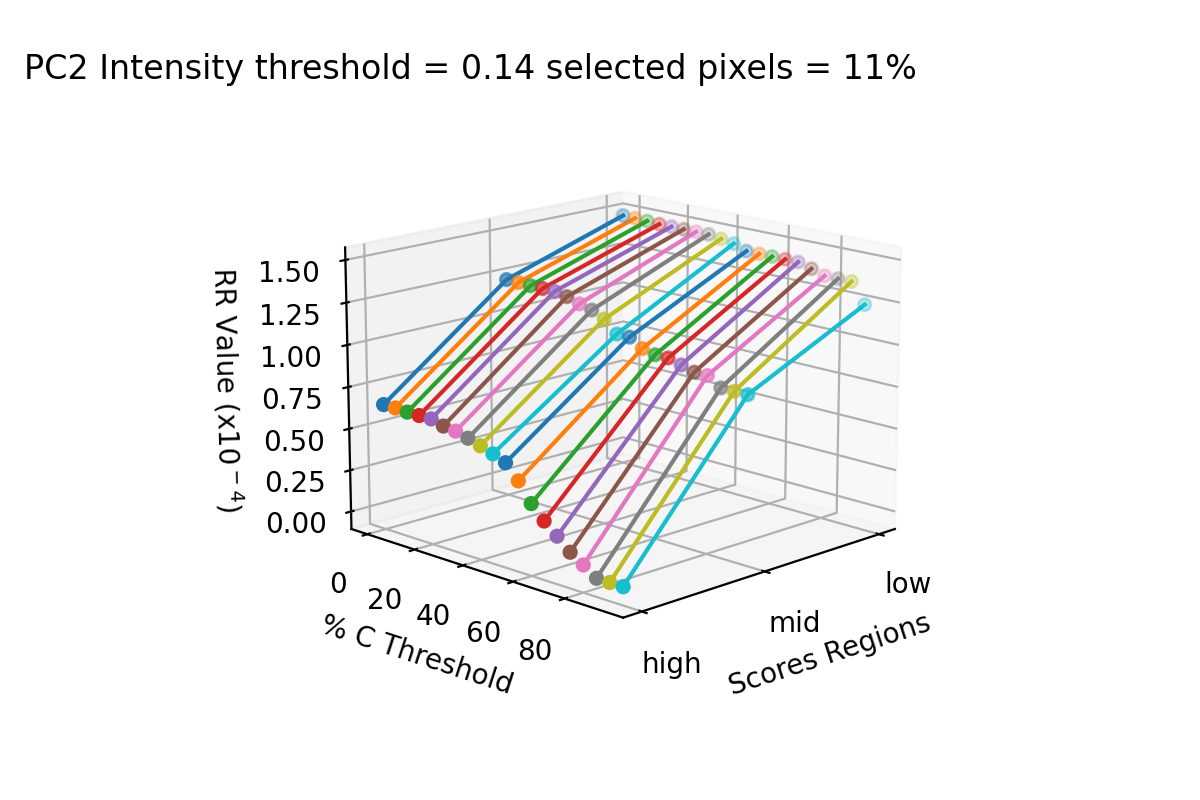 PC2 Intensity threshold = 0.14 selected pixels = 11%
RR Value (x10⁻⁴)
1.50
1.25
1.00
0.75
0.50
0.25
0.00
0
20
40
60
80
% C Threshold
high
mid
low
Scores Regions